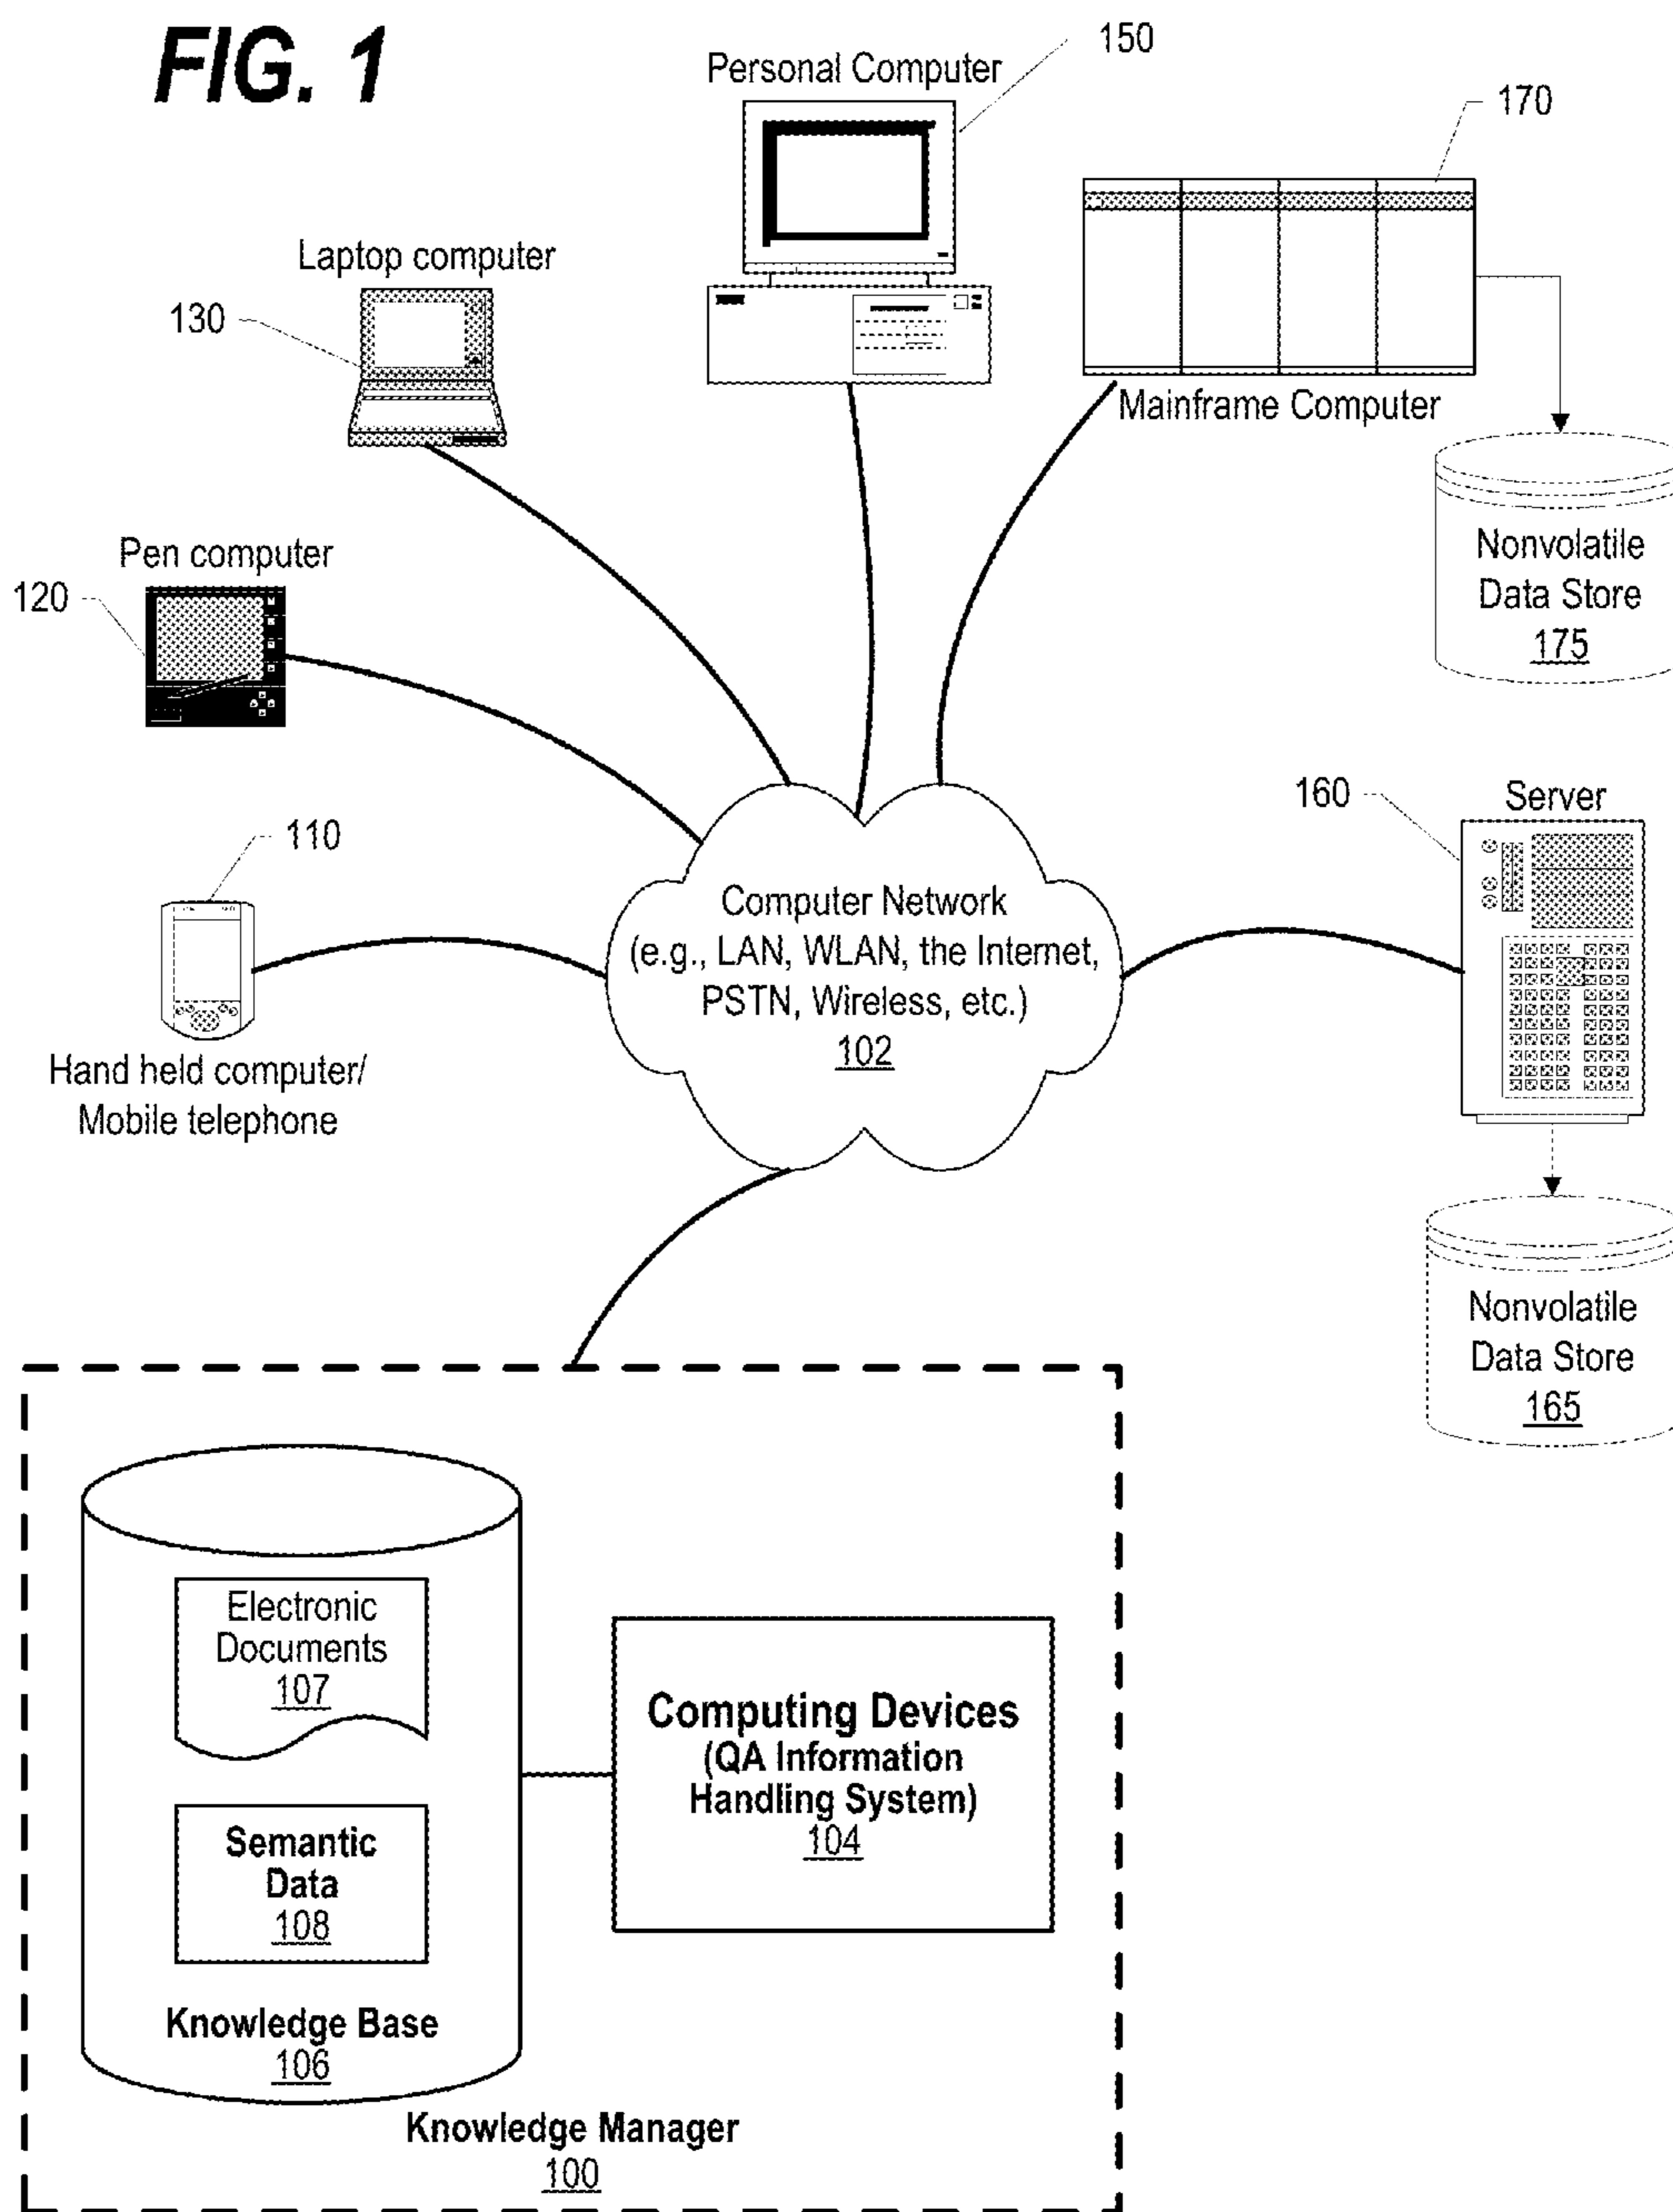 FIG. 1
Personal Computer
150
170
Laptop computer
130
Mainframe Computer
Nonvolatile
Data Store
175
Pen computer
120
160
Server
110
Computer Network
(e.g., LAN, WLAN, the Internet,
PSTN, Wireless, etc.)
102
Hand held computer/
Mobile telephone
Nonvolatile
Data Store
165
Electronic
Documents
107
Computing Devices
(QA Information
Handling System)
104
Semantic
Data
108
Knowledge Base
106
Knowledge Manager
100